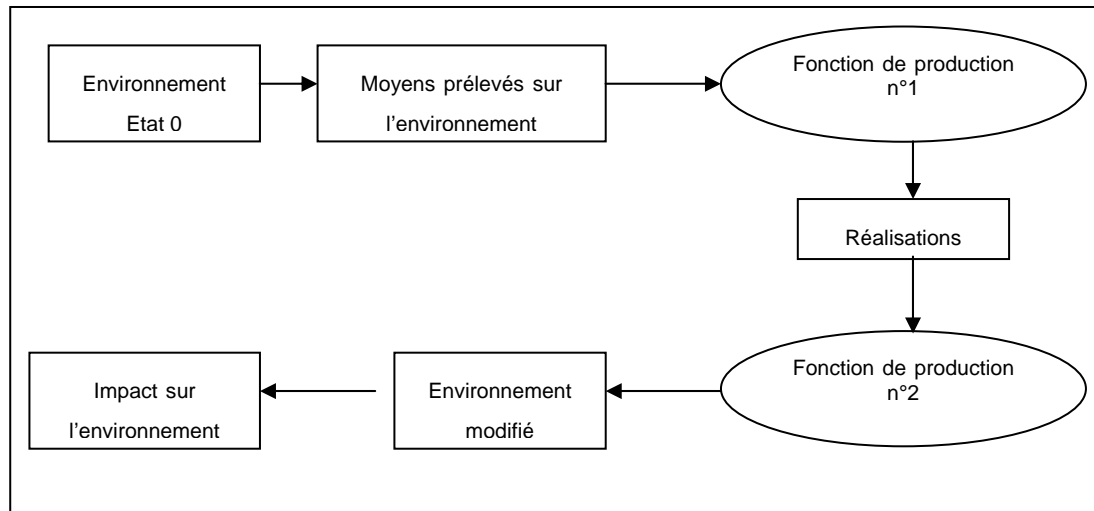 Environnement
Etat 0
Moyens prélevés sur
l'environnement
Fonction de production
n°1
Réalisations
Fonction de production
n°2
Environnement
modifié
Impact sur
l'environnement